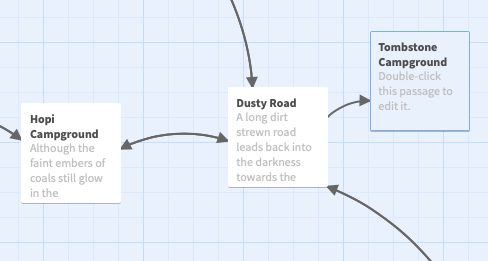 Hopi
Campground
Although the
faint embers of
coals still glow
in the
Dusty Road
A long dirt
strewn road
leads back into
the darkness
towards the
Tombstone
Campground
Double-click
this passage to
edit it.